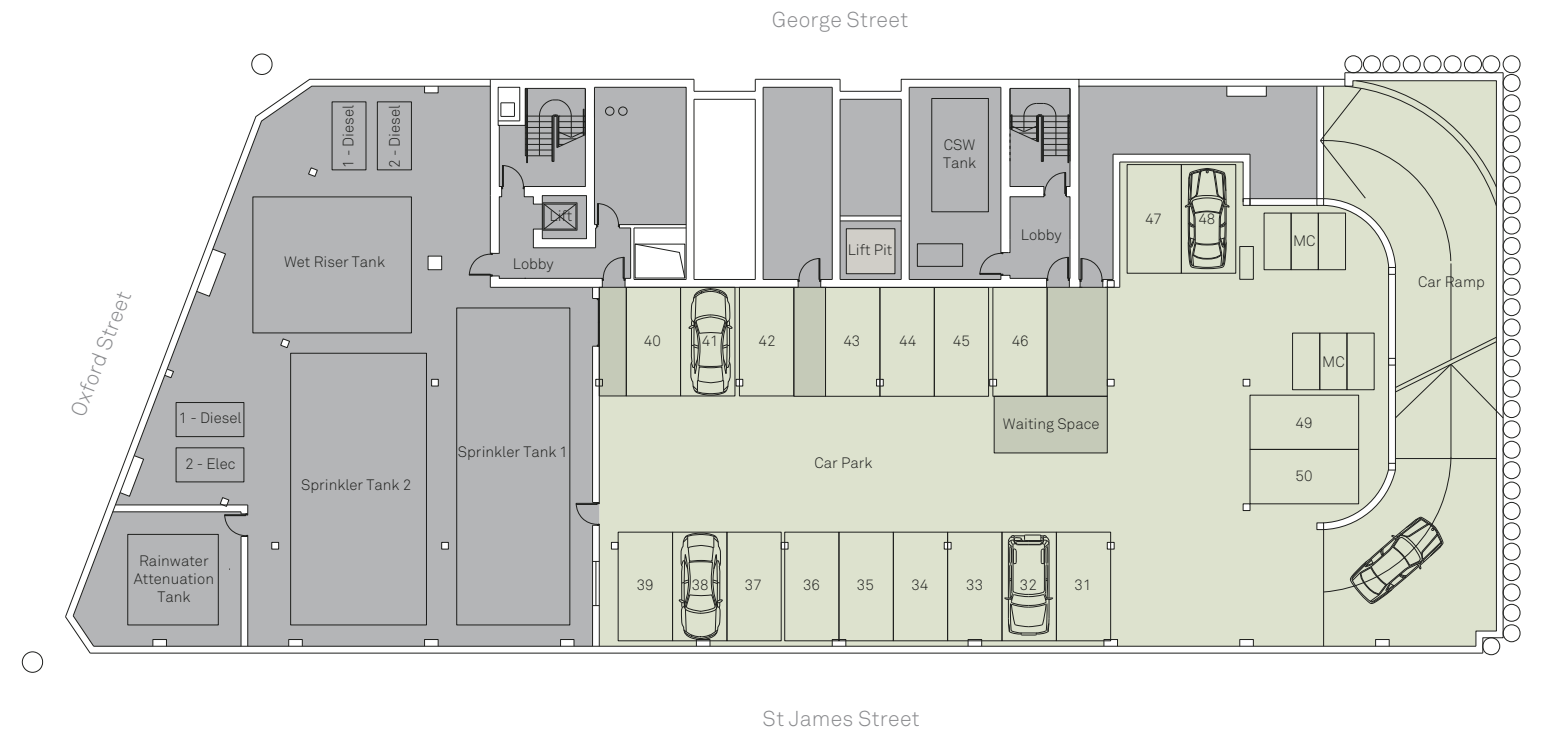 George Street
1 - Diesel
2 - Diesel
CSW
Tank
Lift
47
48
Lobby
MC
Lift Pit
Wet Riser Tank
Lobby
Car Ramp
Oxford Street
40
41
42
43
44
45
46
MC
1 - Diesel
Waiting Space
49
Sprinkler Tank 1
2 - Elec
Car Park
50
Sprinkler Tank 2
Rainwater
Attenuation
Tank
39
38
37
36
35
34
33
32
31
St James Street